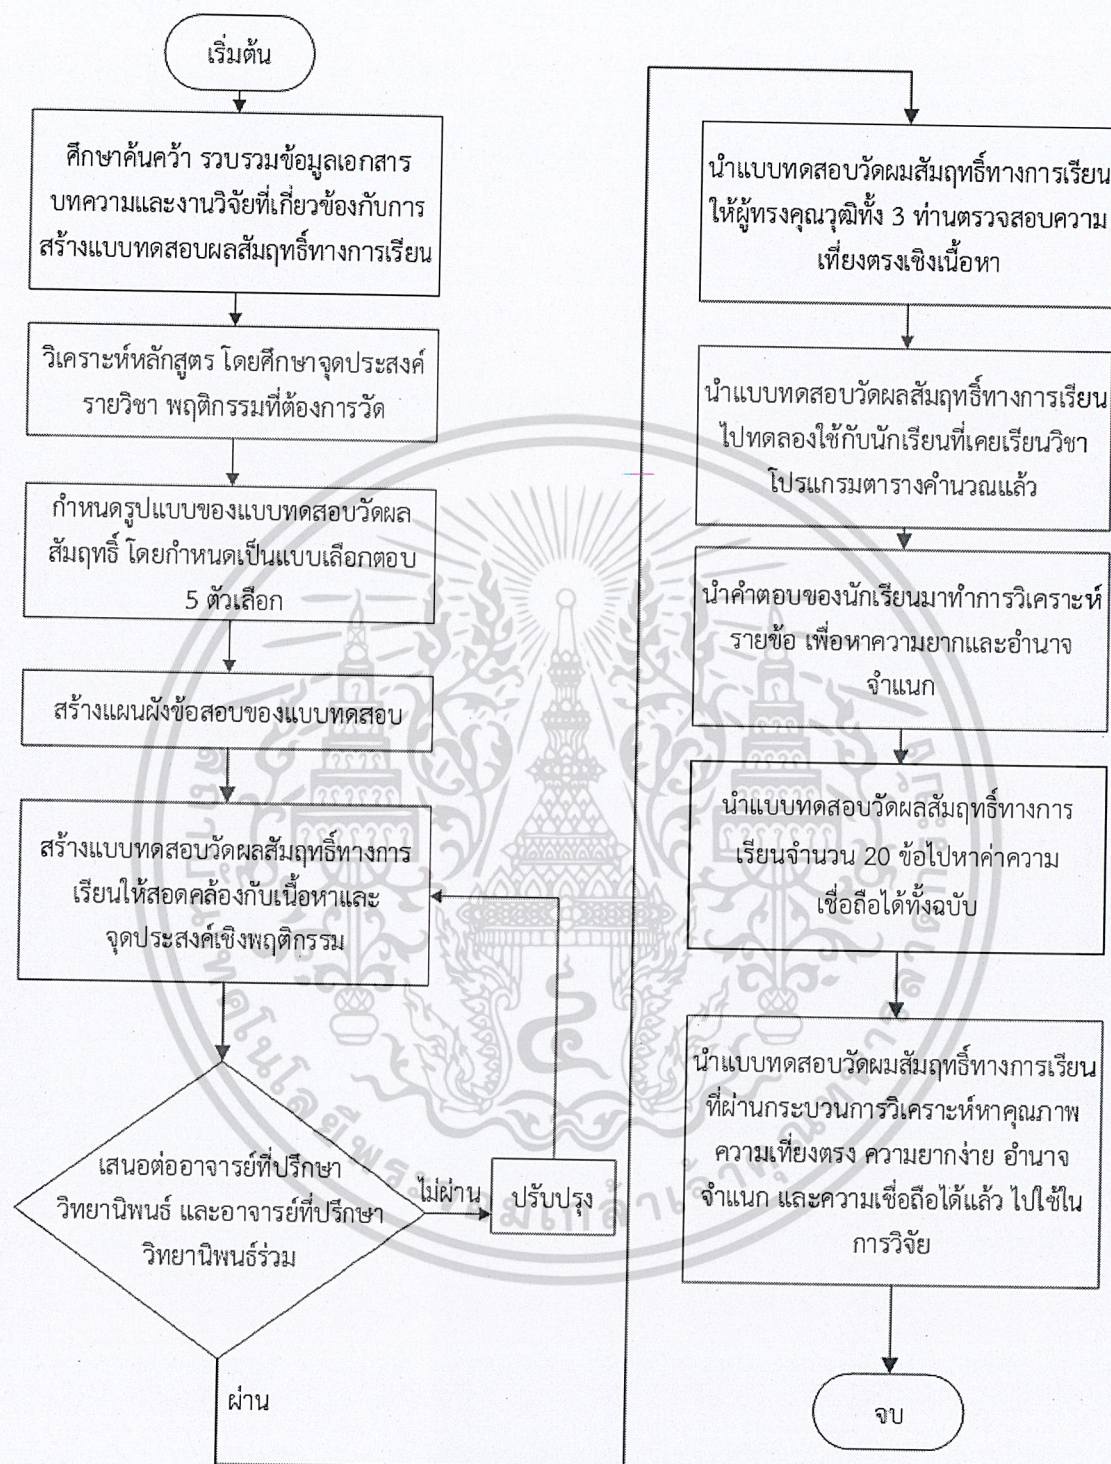 เริ่มต้น
ศึกษาค้นคว้า รวบรวมข้อมูลเอกสาร
บทความและงานวิจัยที่เกี่ยวข้องกับการ
สร้างแบบทดสอบผลสัมฤทธิ์ทางการเรียน
วิเคราะห์หลักสูตร โดยศึกษาจุดประสงค์
รายวิชา พฤติกรรมที่ต้องการวัด
กำหนดรูปแบบของแบบทดสอบวัดผล
สัมฤทธิ์ โดยกำหนดเป็นแบบเลือกตอบ
5 ตัวเลือก
สร้างแผนผังข้อสอบของแบบทดสอบ
สร้างแบบทดสอบวัดผลสัมฤทธิ์ทางการ
เรียนให้สอดคล้องกับเนื้อหาและ
จุดประสงค์เชิงพฤติกรรม
เสนอต่ออาจารย์ที่ปรึกษา
วิทยานิพนธ์ และอาจารย์ที่ปรึกษา
วิทยานิพนธ์ร่วม
ไม่ผ่าน
ปรับปรุง
ผ่าน
นำแบบทดสอบวัดผมสัมฤทธิ์ทางการเรียน
ให้ผู้ทรงคุณวุฒิทั้ง 3 ท่านตรวจสอบความ
เที่ยงตรงเชิงเนื้อหา
นำแบบทดสอบวัดผลสัมฤทธิ์ทางการเรียน
ไปทดลองใช้กับนักเรียนที่เคยเรียนวิชา
โปรแกรมตารางคำนวณแล้ว
นำคำตอบของนักเรียนมาทำการวิเคราะห์
รายข้อ เพื่อหาความยากและอำนาจ
จำแนก
นำแบบทดสอบวัดผลสัมฤทธิ์ทางการ
เรียนจำนวน 20 ข้อไปหาค่าความ
เชื่อถือได้ทั้งฉบับ
นำแบบทดสอบวัดผมสัมฤทธิ์ทางการเรียน
ที่ผ่านกระบวนการวิเคราะห์หาคุณภาพ
ความเที่ยงตรง ความยากง่าย อำนาจ
จำแนก และความเชื่อถือได้แล้ว ไปใช้ใน
การวิจัย
จบ